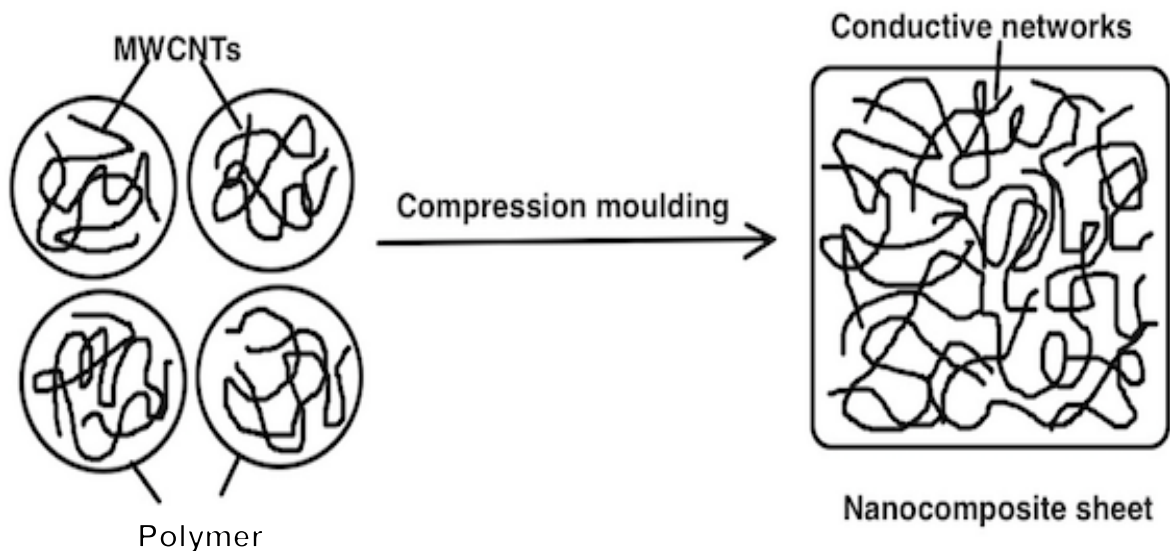 MWCNTs
Conductive networks
Compression moulding
Polymer
Nanocomposite sheet